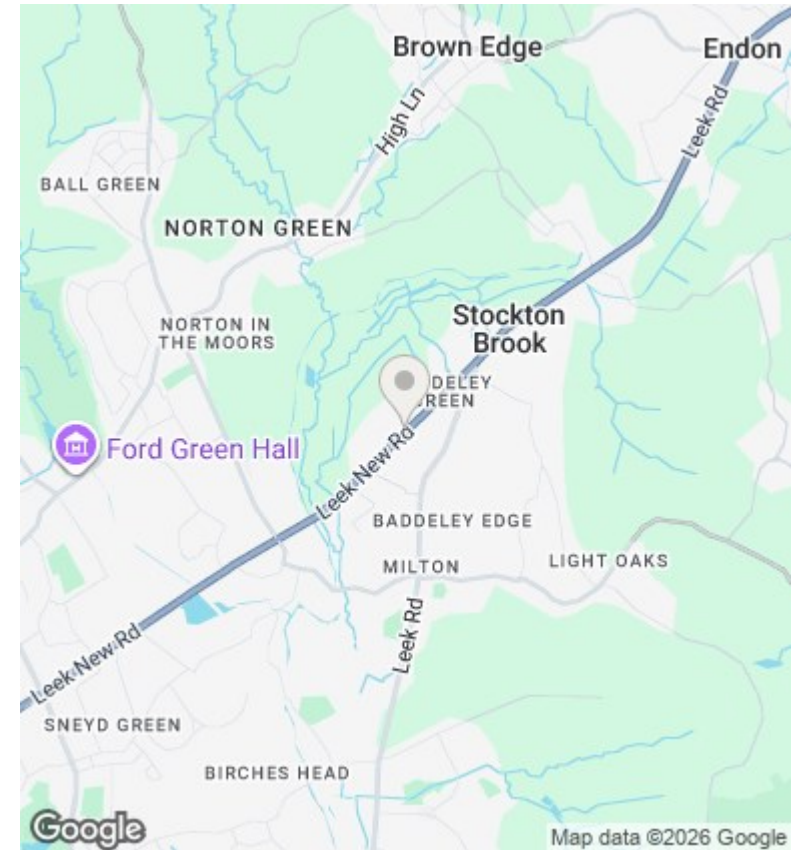 Brown Edge
Endon
High Ln
Leek Rd
BALL GREEN
NORTON GREEN
NORTON IN
THE MOORS
Stockton
Brook
DELEY
REEN
Ford Green Hall
Leek New Rd
BADDELEY EDGE
MILTON
LIGHT OAKS
Leek Rd
Leek New Rd
SNEYD GREEN
BIRCHES HEAD
Google
Map data ©2026 Google